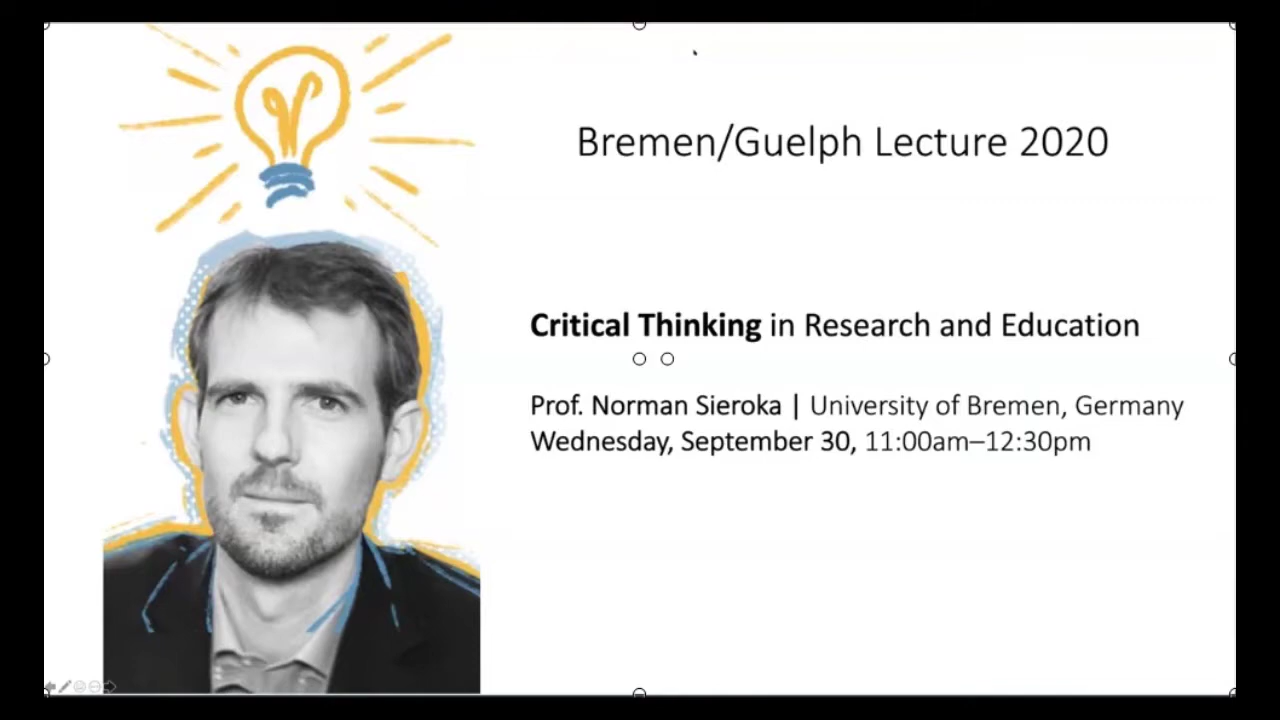 Bremen/Guelph Lecture 2020
Critical Thinking in Research and Education
Prof. Norman Sieroka | University of Bremen, Germany
Wednesday, September 30, 11:00am–12:30pm